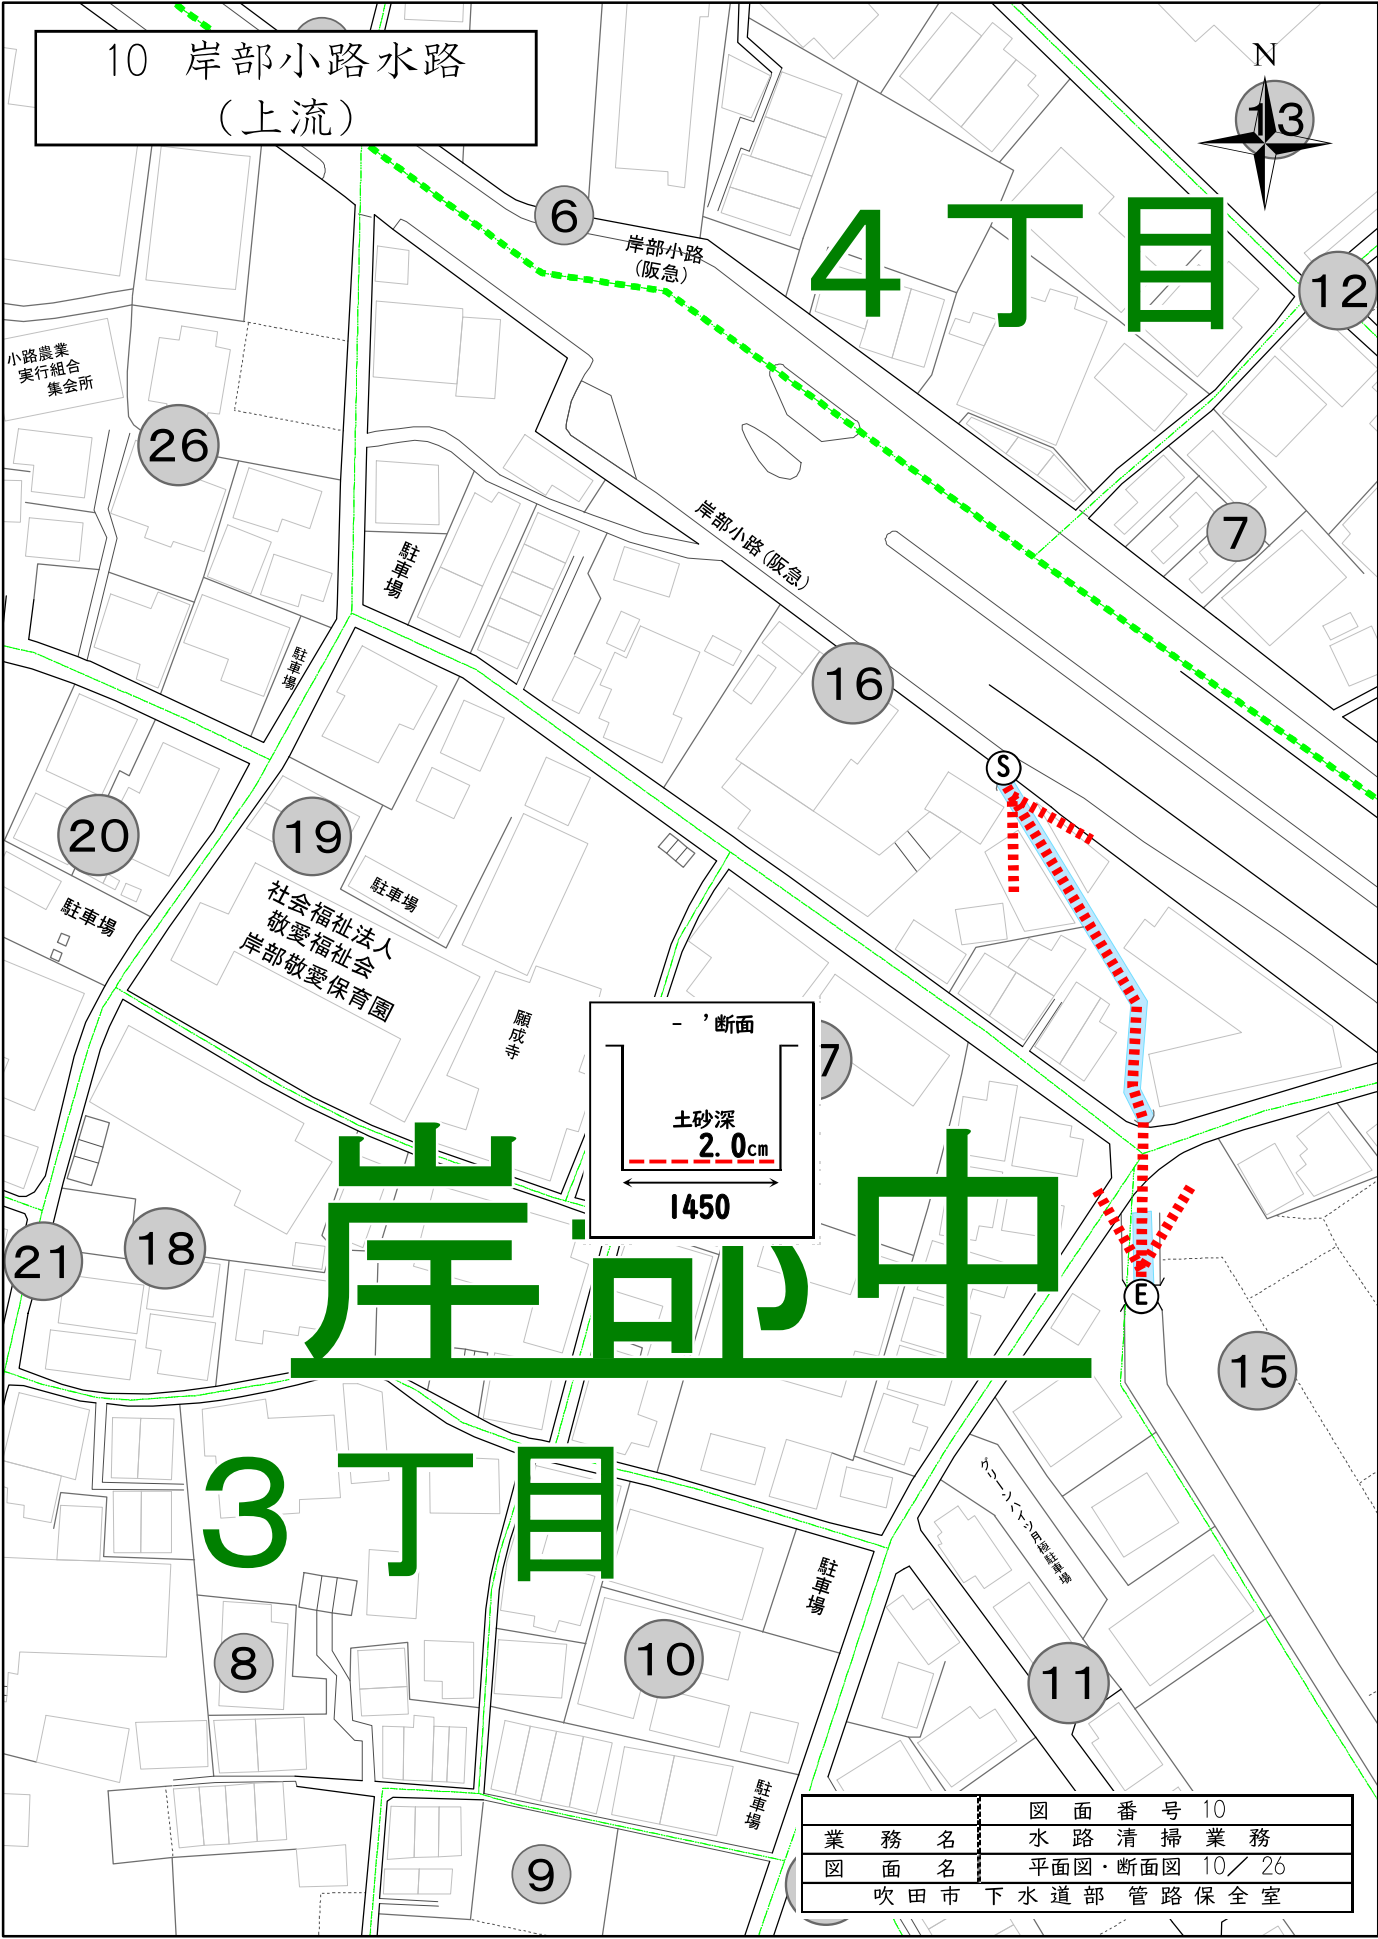 10 岸部小路水路
(上流)
N
13
6
岸部小路
(阪急)
4丁目
12
小路農業
実行組合
集会所
26
岸部小路(阪急)
7
駐車場
駐車場
16
S
20
19
駐車場
駐車場
社会福祉法人
敬愛福祉会
岸部敬愛保育園
願成寺
- ’断面
土砂深
2.0cm
1450
7
岸部中
21
18
E
15
3丁目
グリーンハイツ月極駐車場
駐車場
8
10
11
駐車場
9
図面番号 10
業務名 水路清掃業務
図面名 平面図・断面図 10/26
吹田市 下水道部 管路保全室